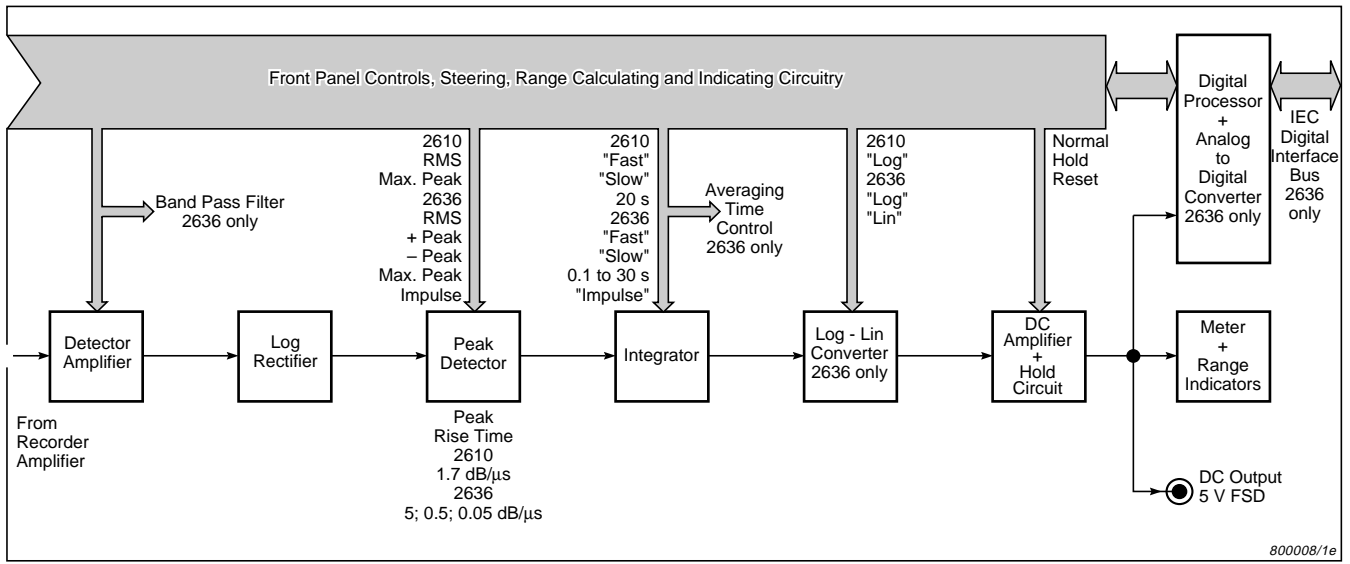 Front Panel Controls, Steering, Range Calculating and Indicating Circuitry
Digital
Processor
+
Analog
to
Digital
Converter
2636 only
IEC
Digital
Interface
Bus
2636
only
Band Pass Filter
2636 only
2610
RMS
Max. Peak
2636
RMS
+ Peak
– Peak
Max. Peak
Impulse
2610
"Fast"
"Slow"
20 s
2636
"Fast"
"Slow"
0.1 to 30 s
"Impulse"
Averaging
Time
Control
2636 only
2610
"Log"
2636
"Log"
"Lin"
Normal
Hold
Reset
Detector
Amplifier
Log
Rectifier
Peak
Detector
Integrator
Log - Lin
Converter
2636 only
DC
Amplifier
+
Hold
Circuit
Meter
+
Range
Indicators
From
Recorder
Amplifier
Peak
Rise Time
2610
1.7 dB/µs
2636
5; 0.5; 0.05 dB/µs
DC Output
5 V FSD
800008/1e